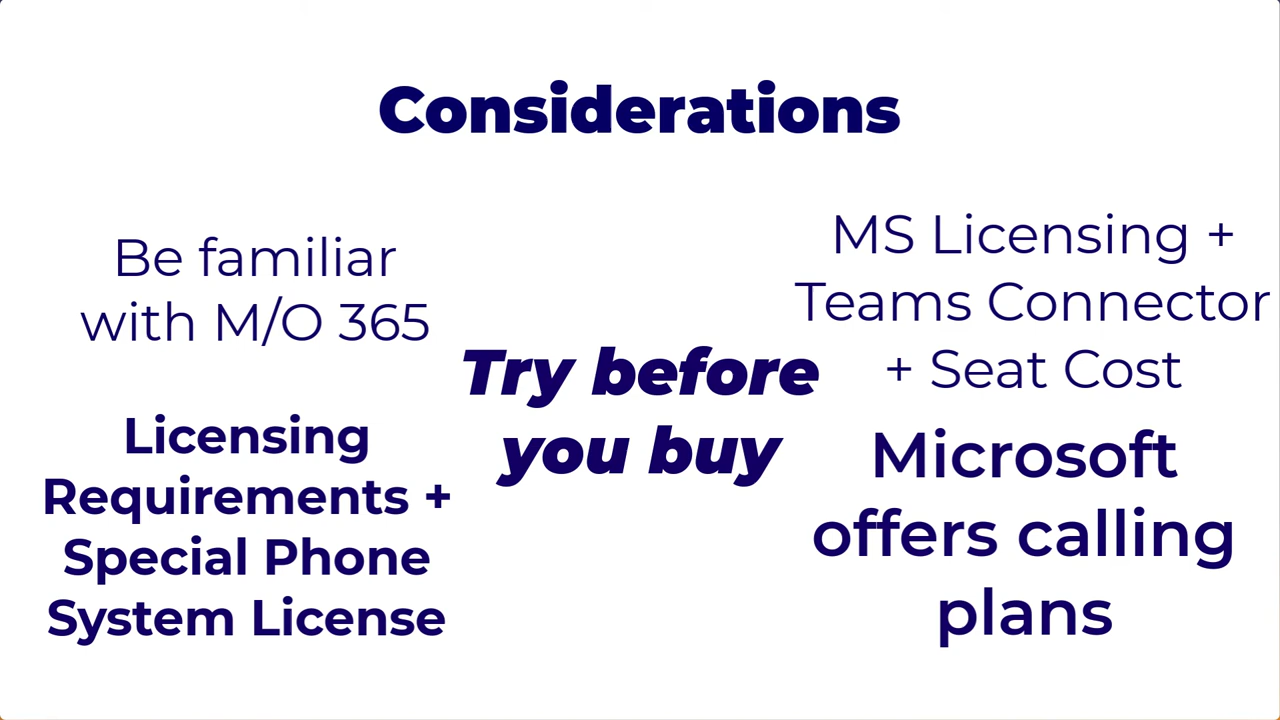 Considerations
Be familiar
with M/O 365
Licensing
Requirements +
Special Phone
System License
Try before
you buy
MS Licensing +
Teams Connector
+ Seat Cost
Microsoft
offers calling
plans